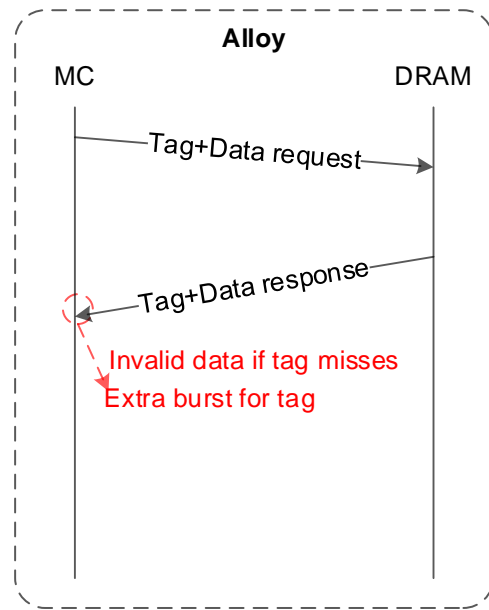 Alloy
MC
DRAM
Tag+Data request
Tag+Data response
Invalid data if tag misses
Extra burst for tag